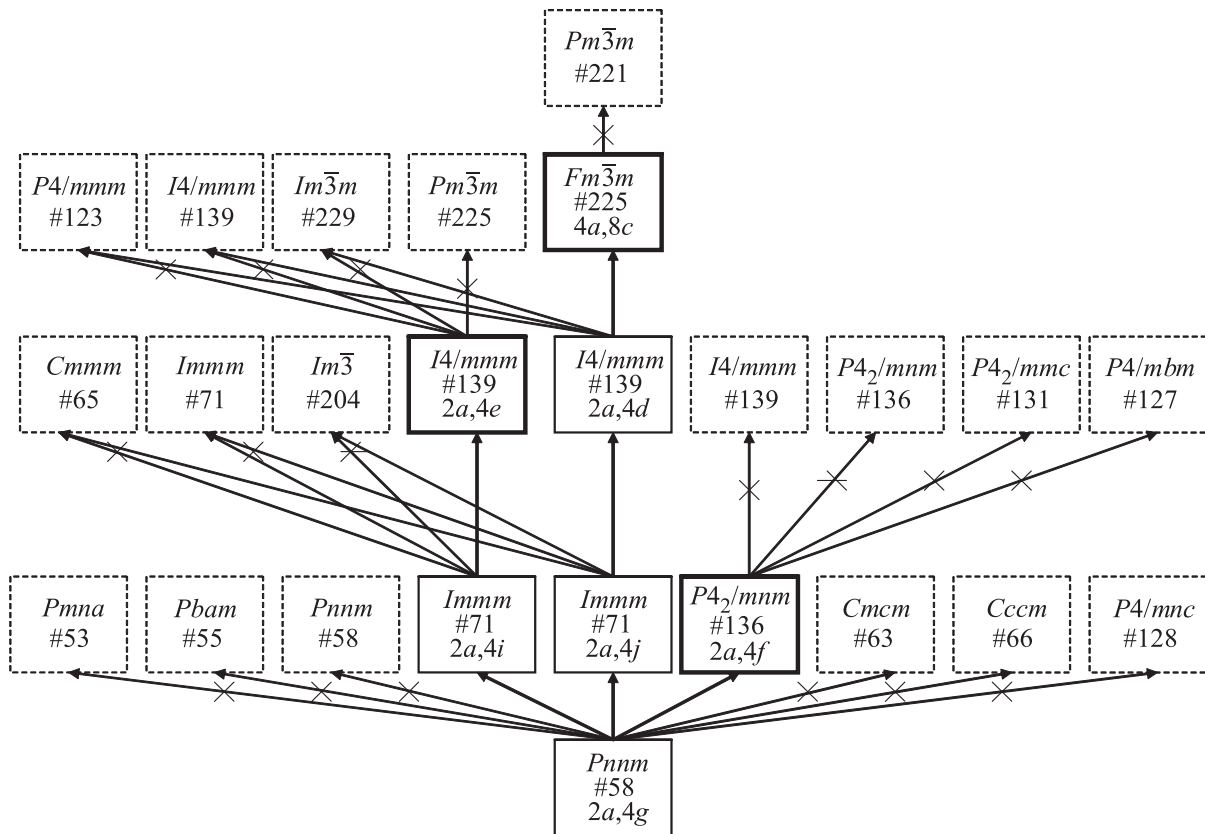 Pm3̅m
#221
P4/mmm
#123
I4/mmm
#139
Im3̅m
#229
Pm3̅m
#225
Fm3̅m
#225
4a,8c
Cmmm
#65
Immm
#71
Im3̅
#204
I4/mmm
#139
2a,4e
I4/mmm
#139
2a,4d
I4/mmm
#139
P4₂/mnm
#136
P4₂/mmc
#131
P4/mbm
#127
Pmna
#53
Pbam
#55
Pnnm
#58
Immm
#71
2a,4i
Immm
#71
2a,4j
P4₂/mnm
#136
2a,4f
Cmcm
#63
Cccm
#66
P4/mnc
#128
Pnnm
#58
2a,4g